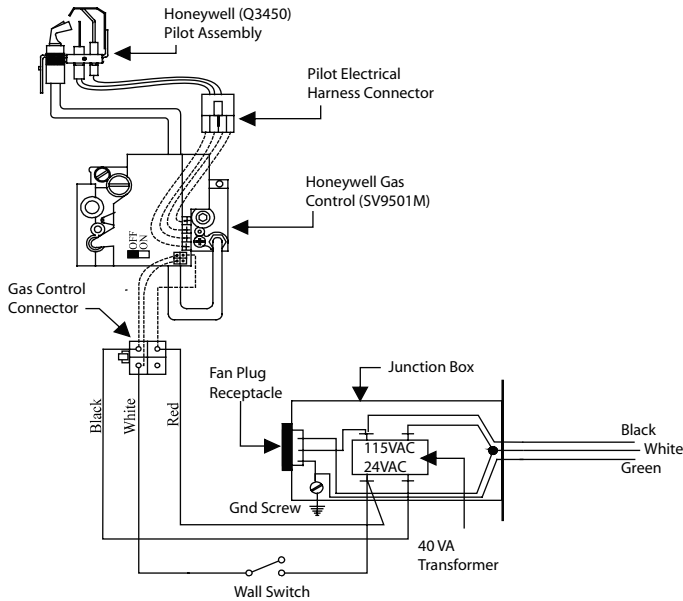 Honeywell (Q3450)
Pilot Assembly
Pilot Electrical
Harness Connector
Honeywell Gas
Control (SV9501M)
OFF
ON
Gas Control
Connector
Black
White
Red
Fan Plug
Receptacle
Junction Box
115VAC
24VAC
Black
White
Green
Gnd Screw
40 VA
Transformer
Wall Switch